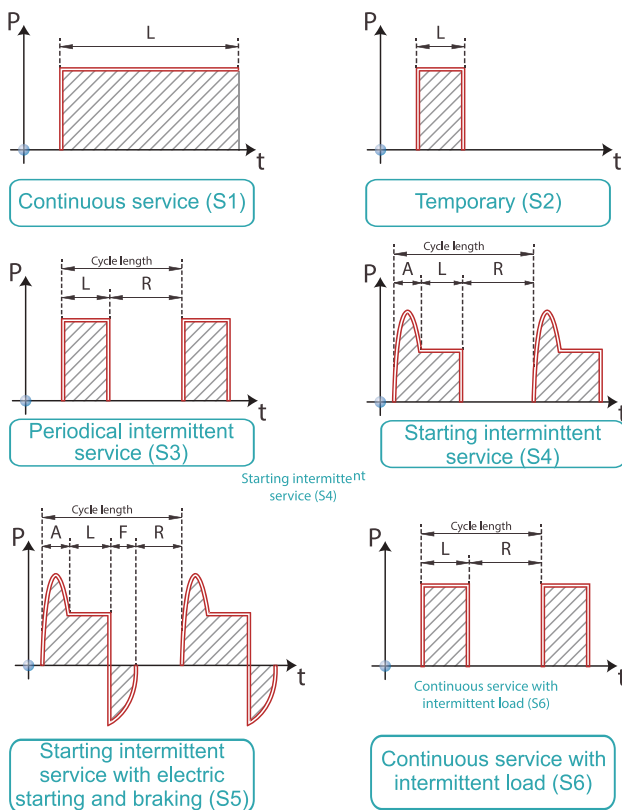 P
L
t
Continuous service (S1)
P
L
t
Temporary (S2)
P
Cycle length
L R
t
Periodical intermittent
service (S3)
P
Cycle length
A L R
t
Starting interminttent
service (S4)
Starting intermittent
service (S4)
P
Cycle length
A L F R
t
Starting intermittent
service with electric
starting and braking (S5)
P
Cycle length
L R
t
Continuous service with
intermittent load (S6)
Continuous service with
intermittent load (S6)